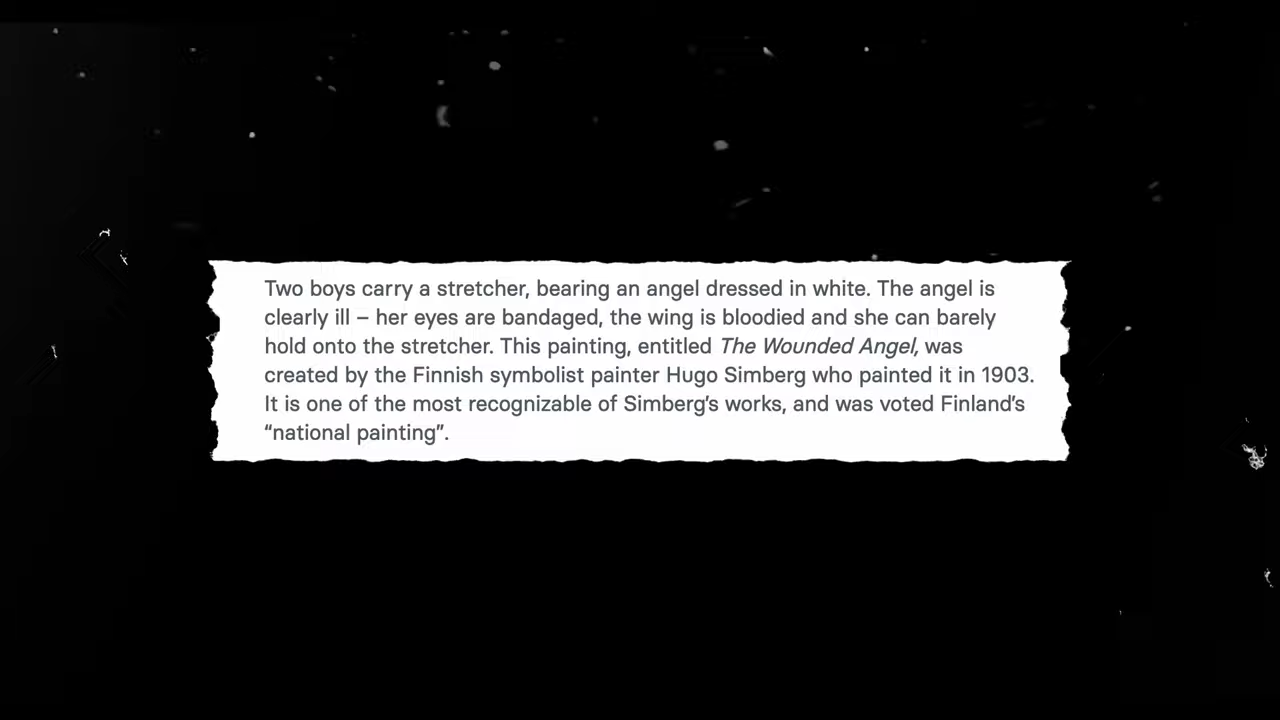 Two boys carry a stretcher, bearing an angel dressed in white. The angel is
clearly ill – her eyes are bandaged, the wing is bloodied and she can barely
hold onto the stretcher. This painting, entitled The Wounded Angel, was
created by the Finnish symbolist painter Hugo Simberg who painted it in 1903.
It is one of the most recognizable of Simberg’s works, and was voted Finland’s
“national painting”.